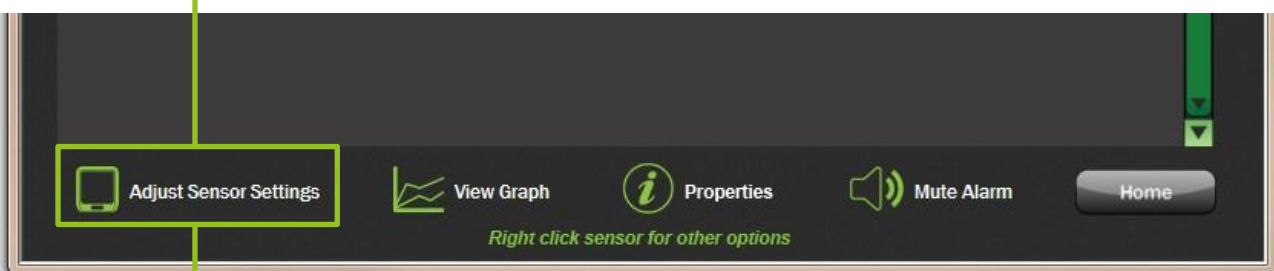 Adjust Sensor Settings View Graph Properties Mute Alarm Home
Right click sensor for other options